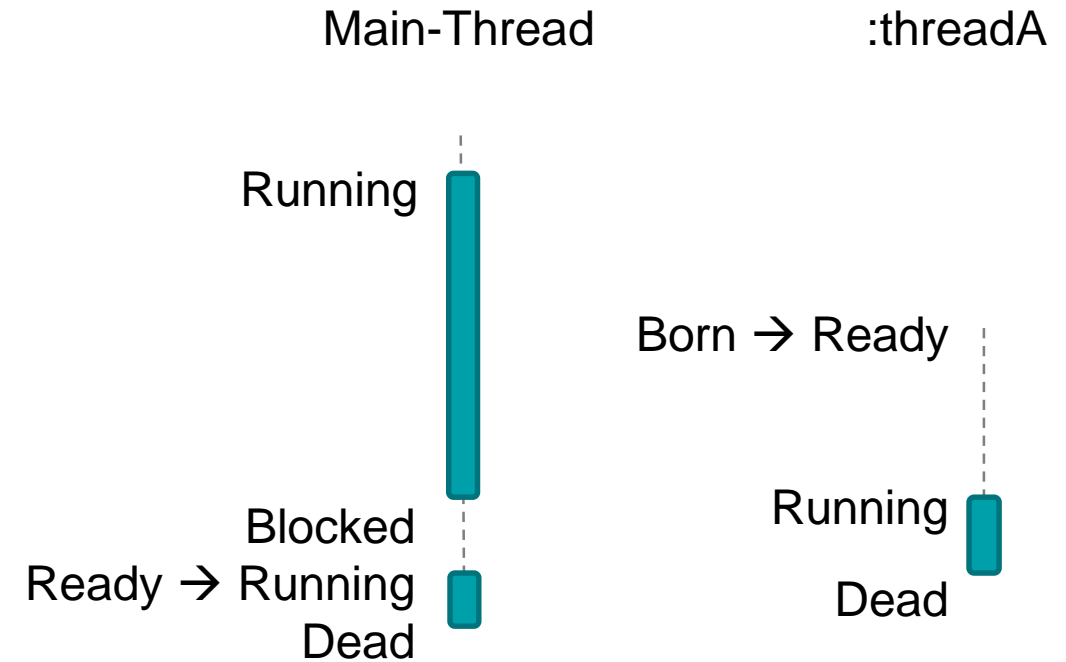 Main-Thread
:threadA
Running
Born → Ready
Running
Blocked
Ready → Running
Dead
Dead